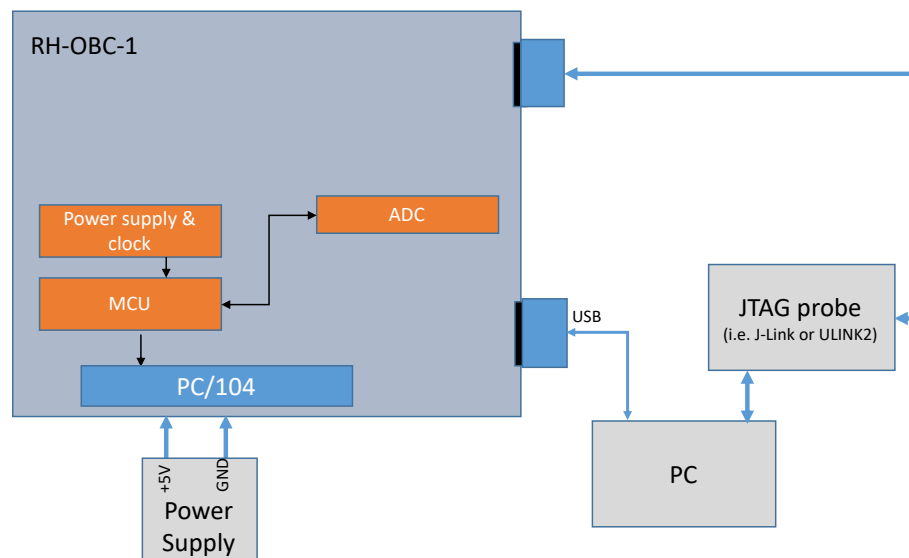 RH-OBC-1
Power supply &
clock
ADC
MCU
USB
JTAG probe
(i.e. J-Link or ULINK2)
PC/104
+5V
GND
PC
Power
Supply